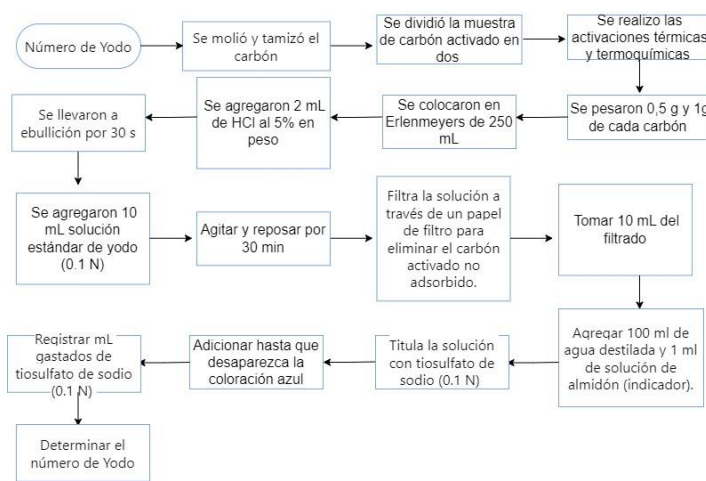 Número de Yodo
Se molió y tamizó el
carbón
Se dividió la muestra
de carbón activado en
dos
Se realizo las
activaciones térmicas
y termoquímicas
Se pesaron 0,5 g y 1g
de cada carbón
Se colocaron en
Erlenmeyers de 250
mL
Se agregaron 2 mL
de HCl al 5% en
peso
Se llevaron a
ebullición por 30 s
Se agregaron 10
mL solución
estándar de yodo
(0.1 N)
Agitar y reposar por
30 min
Filtra la solución a
través de un papel
de filtro para
eliminar el carbón
activado no
adsorbido.
Tomar 10 mL del
filtrado
Agregar 100 ml de
agua destilada y 1 ml
de solución de
almidón (indicador).
Titula la solución
con tiosulfato de
sodio (0.1 N)
Adicionar hasta que
desaparezca la
coloración azul
Registrar mL
gastados de
tiosulfato de sodio
(0.1 N)
Determinar el
número de Yodo